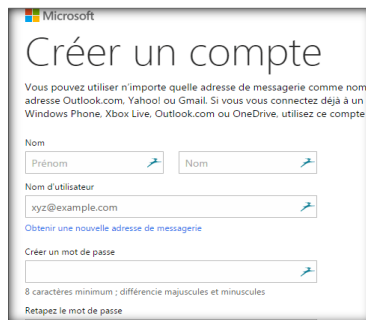 Microsoft
Créer un compte
Vous pouvez utiliser n'importe quelle adresse de messagerie comme nom
adresse Outlook.com, Yahoo! ou Gmail. Si vous vous connectez déjà à un
Windows Phone, Xbox Live, Outlook.com ou OneDrive, utilisez ce compte
Nom
Prénom Nom
Nom d'utilisateur
xyz@example.com
Obtenir une nouvelle adresse de messagerie
Créer un mot de passe
8 caractères minimum ; différencie majuscules et minuscules
Retapez le mot de passe